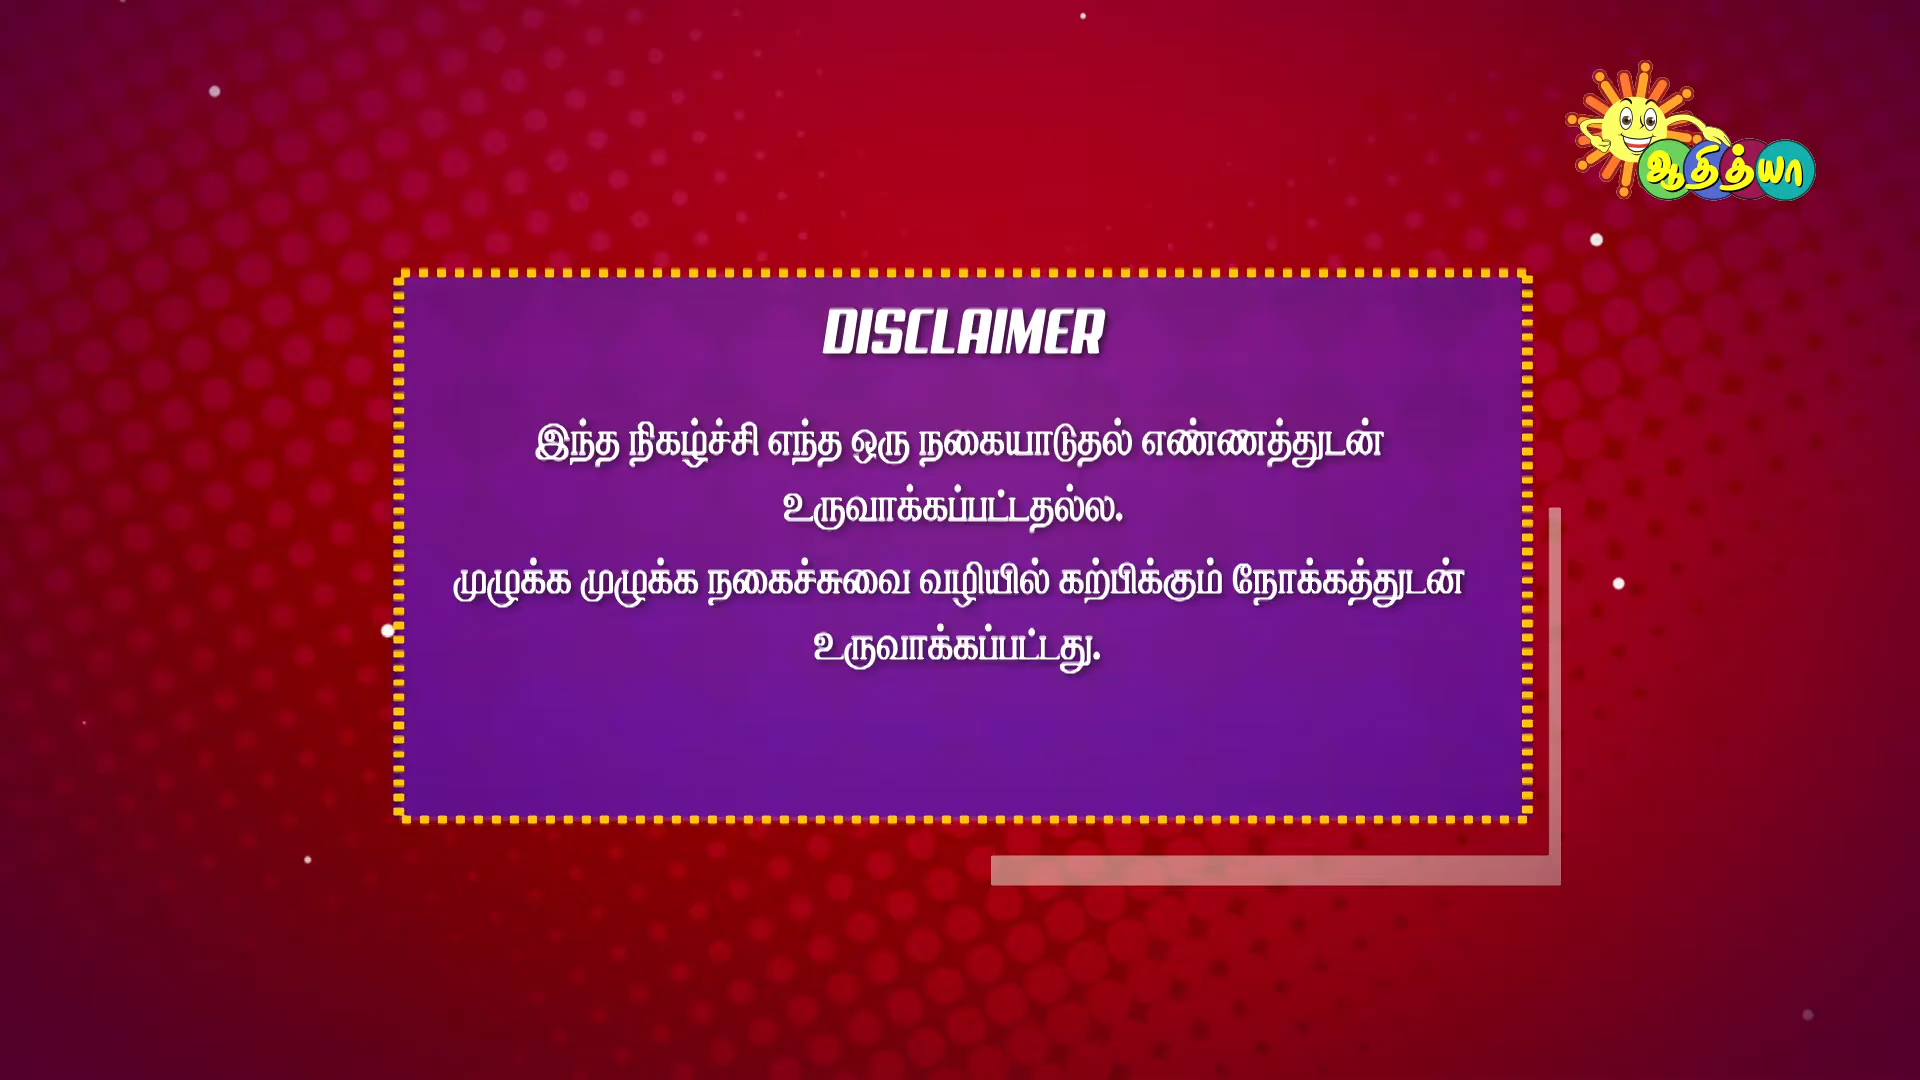 ஆதித்யா
DISCLAIMER
இந்த நிகழ்ச்சி எந்த ஒரு நகையாடுதல் எண்ணத்துடன்
உருவாக்கப்பட்டதல்ல.
முழுக்க முழுக்க நகைச்சுவை வழியில் கற்பிக்கும் நோக்கத்துடன்
உருவாக்கப்பட்டது.